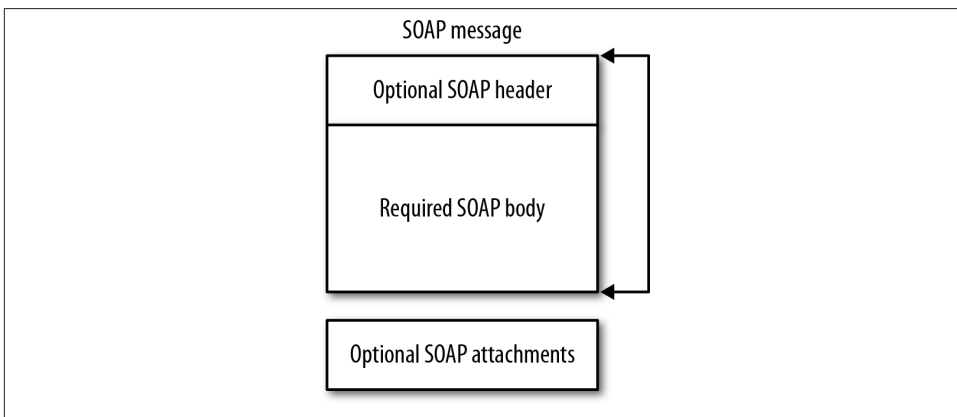 SOAP message
Optional SOAP header
Required SOAP body
Optional SOAP attachments